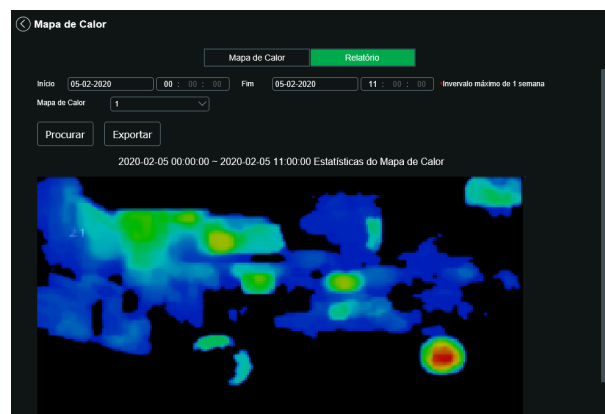 Mapa de Calor
Mapa de Calor Relatório
Início 05-02-2020 00 : 00 : 00 Fim 05-02-2020 11 : 00 : 00 *Invervalo máximo de 1 semana
Mapa de Calor 1
Procurar Exportar
2020-02-05 00:00:00 ~ 2020-02-05 11:00:00 Estatísticas do Mapa de Calor
21